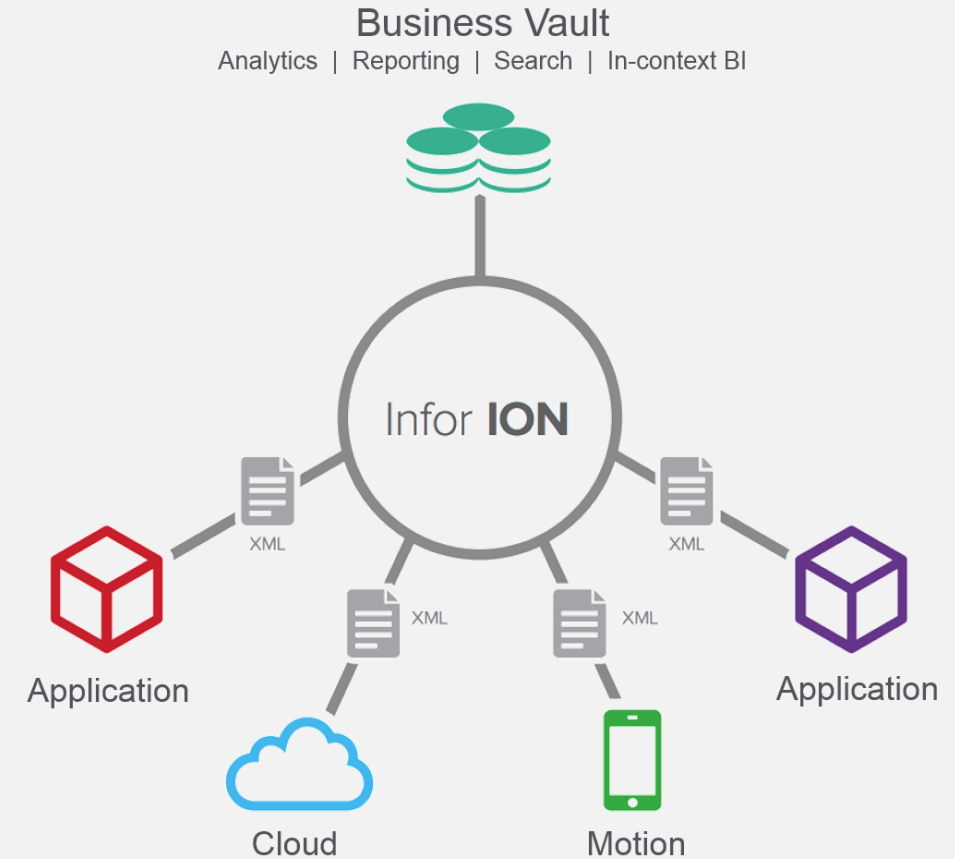 Business Vault
Analytics | Reporting | Search | In-context BI
Infor ION
XML
XML
XML
XML
Application
Application
Cloud
Motion